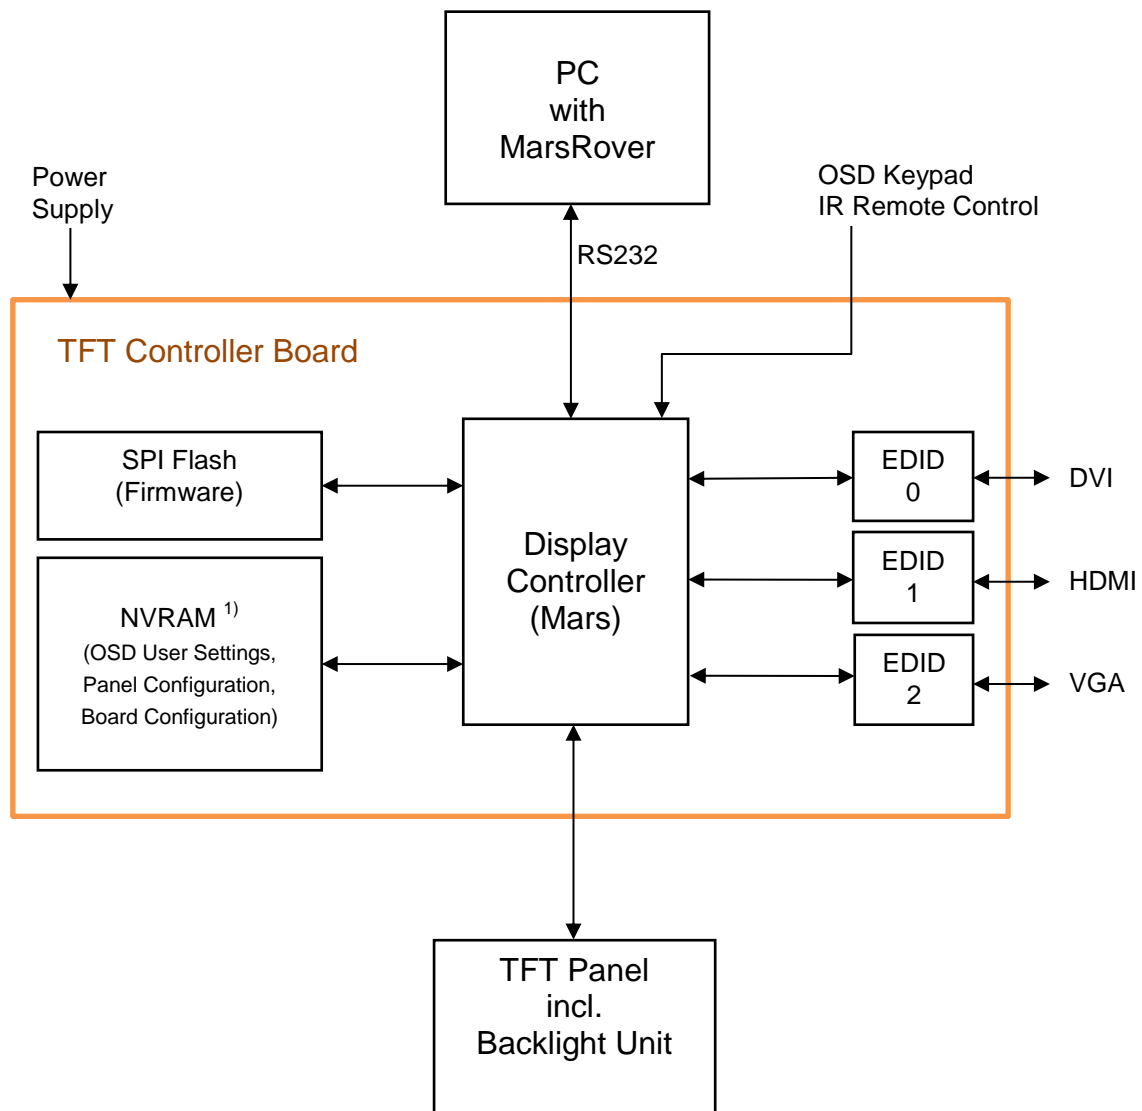 PC
with
MarsRover
Power
Supply
OSD Keypad
IR Remote Control
RS232
TFT Controller Board
SPI Flash
(Firmware)
NVRAM 1)
(OSD User Settings,
Panel Configuration,
Board Configuration)
Display
Controller
(Mars)
EDID
0
DVI
EDID
1
HDMI
EDID
2
VGA
TFT Panel
incl.
Backlight Unit